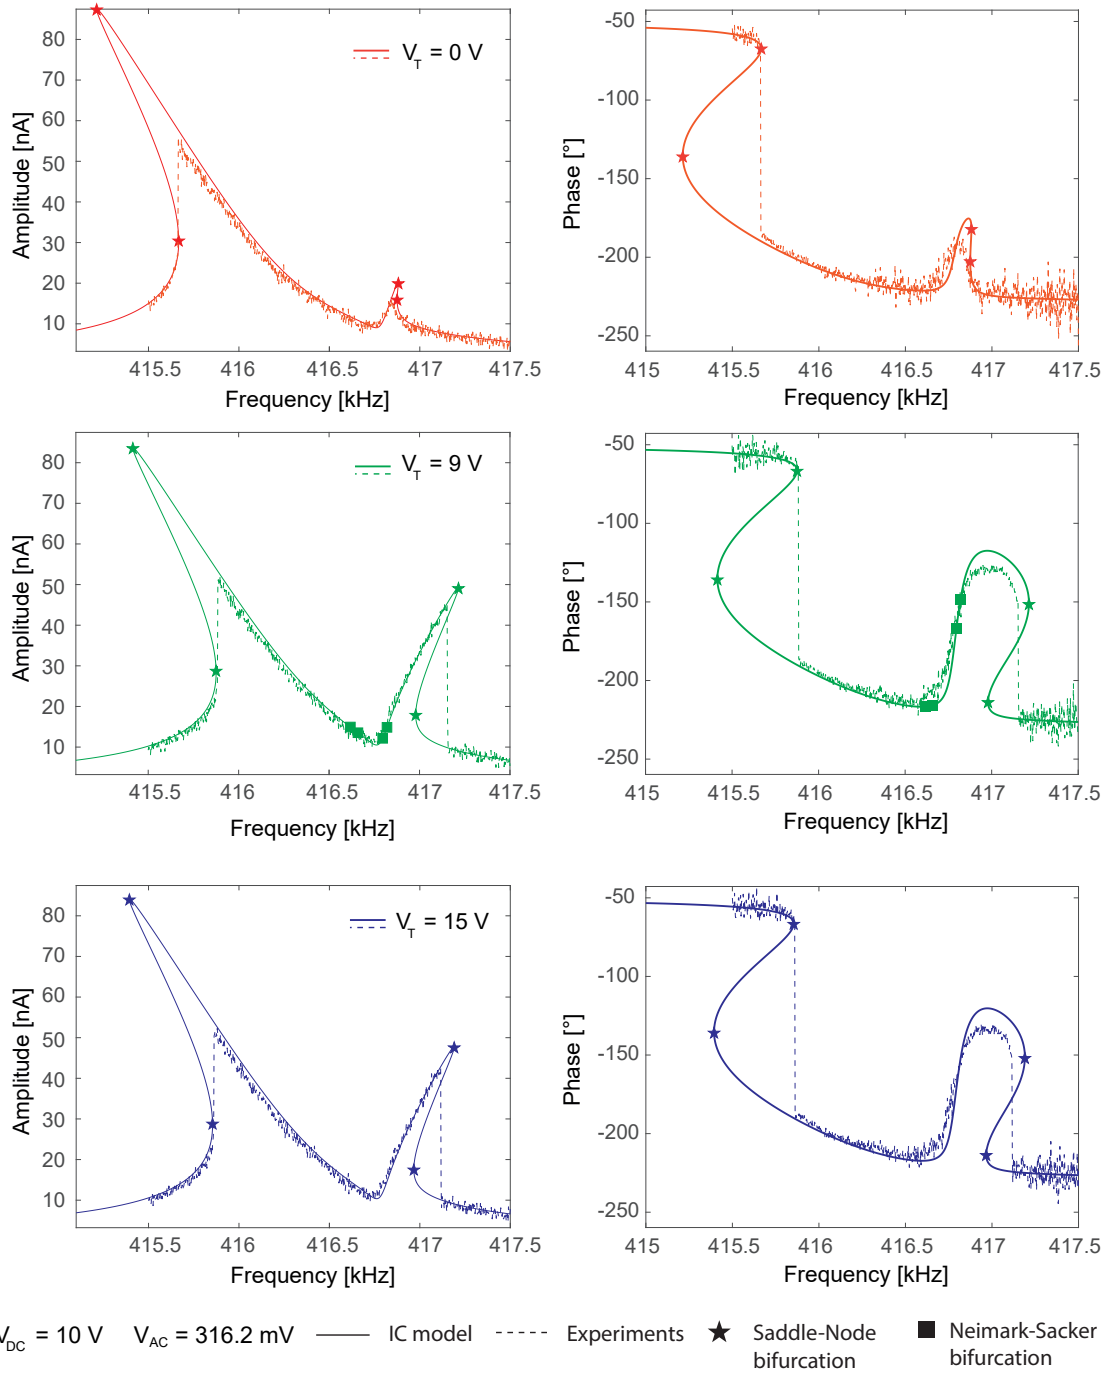 80
70
60
50
40
30
20
10
Amplitude [nA]
V_T = 0 V
415.5 416 416.5 417 417.5
Frequency [kHz]
-50
-100
-150
-200
-250
Phase [°]
415 415.5 416 416.5 417 417.5
Frequency [kHz]
80
70
60
50
40
30
20
10
Amplitude [nA]
V_T = 9 V
415.5 416 416.5 417 417.5
Frequency [kHz]
-50
-100
-150
-200
-250
Phase [°]
415 415.5 416 416.5 417 417.5
Frequency [kHz]
80
70
60
50
40
30
20
10
Amplitude [nA]
V_T = 15 V
415.5 416 416.5 417 417.5
Frequency [kHz]
-50
-100
-150
-200
-250
Phase [°]
415 415.5 416 416.5 417 417.5
Frequency [kHz]
V_DC = 10 V V_AC = 316.2 mV IC model Experiments Saddle-Node Neimark-Sacker
bifurcation bifurcation